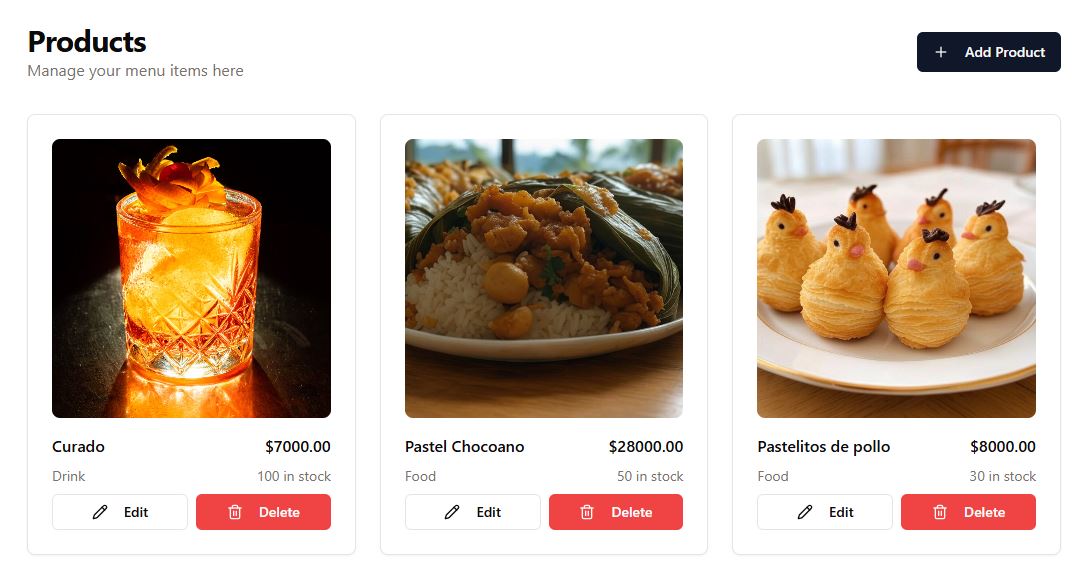 Products
Manage your menu items here
Add Product
Curado $7000.00
Drink 100 in stock
Edit Delete
Pastel Chocoano $28000.00
Food 50 in stock
Edit Delete
Pastelitos de pollo $8000.00
Food 30 in stock
Edit Delete